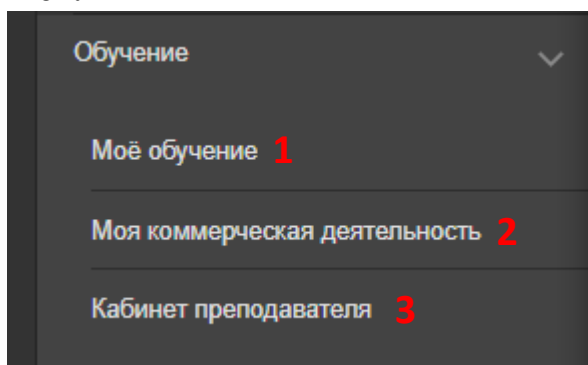 Обучение
Моё обучение 1
Моя коммерческая деятельность 2
Кабинет преподавателя 3